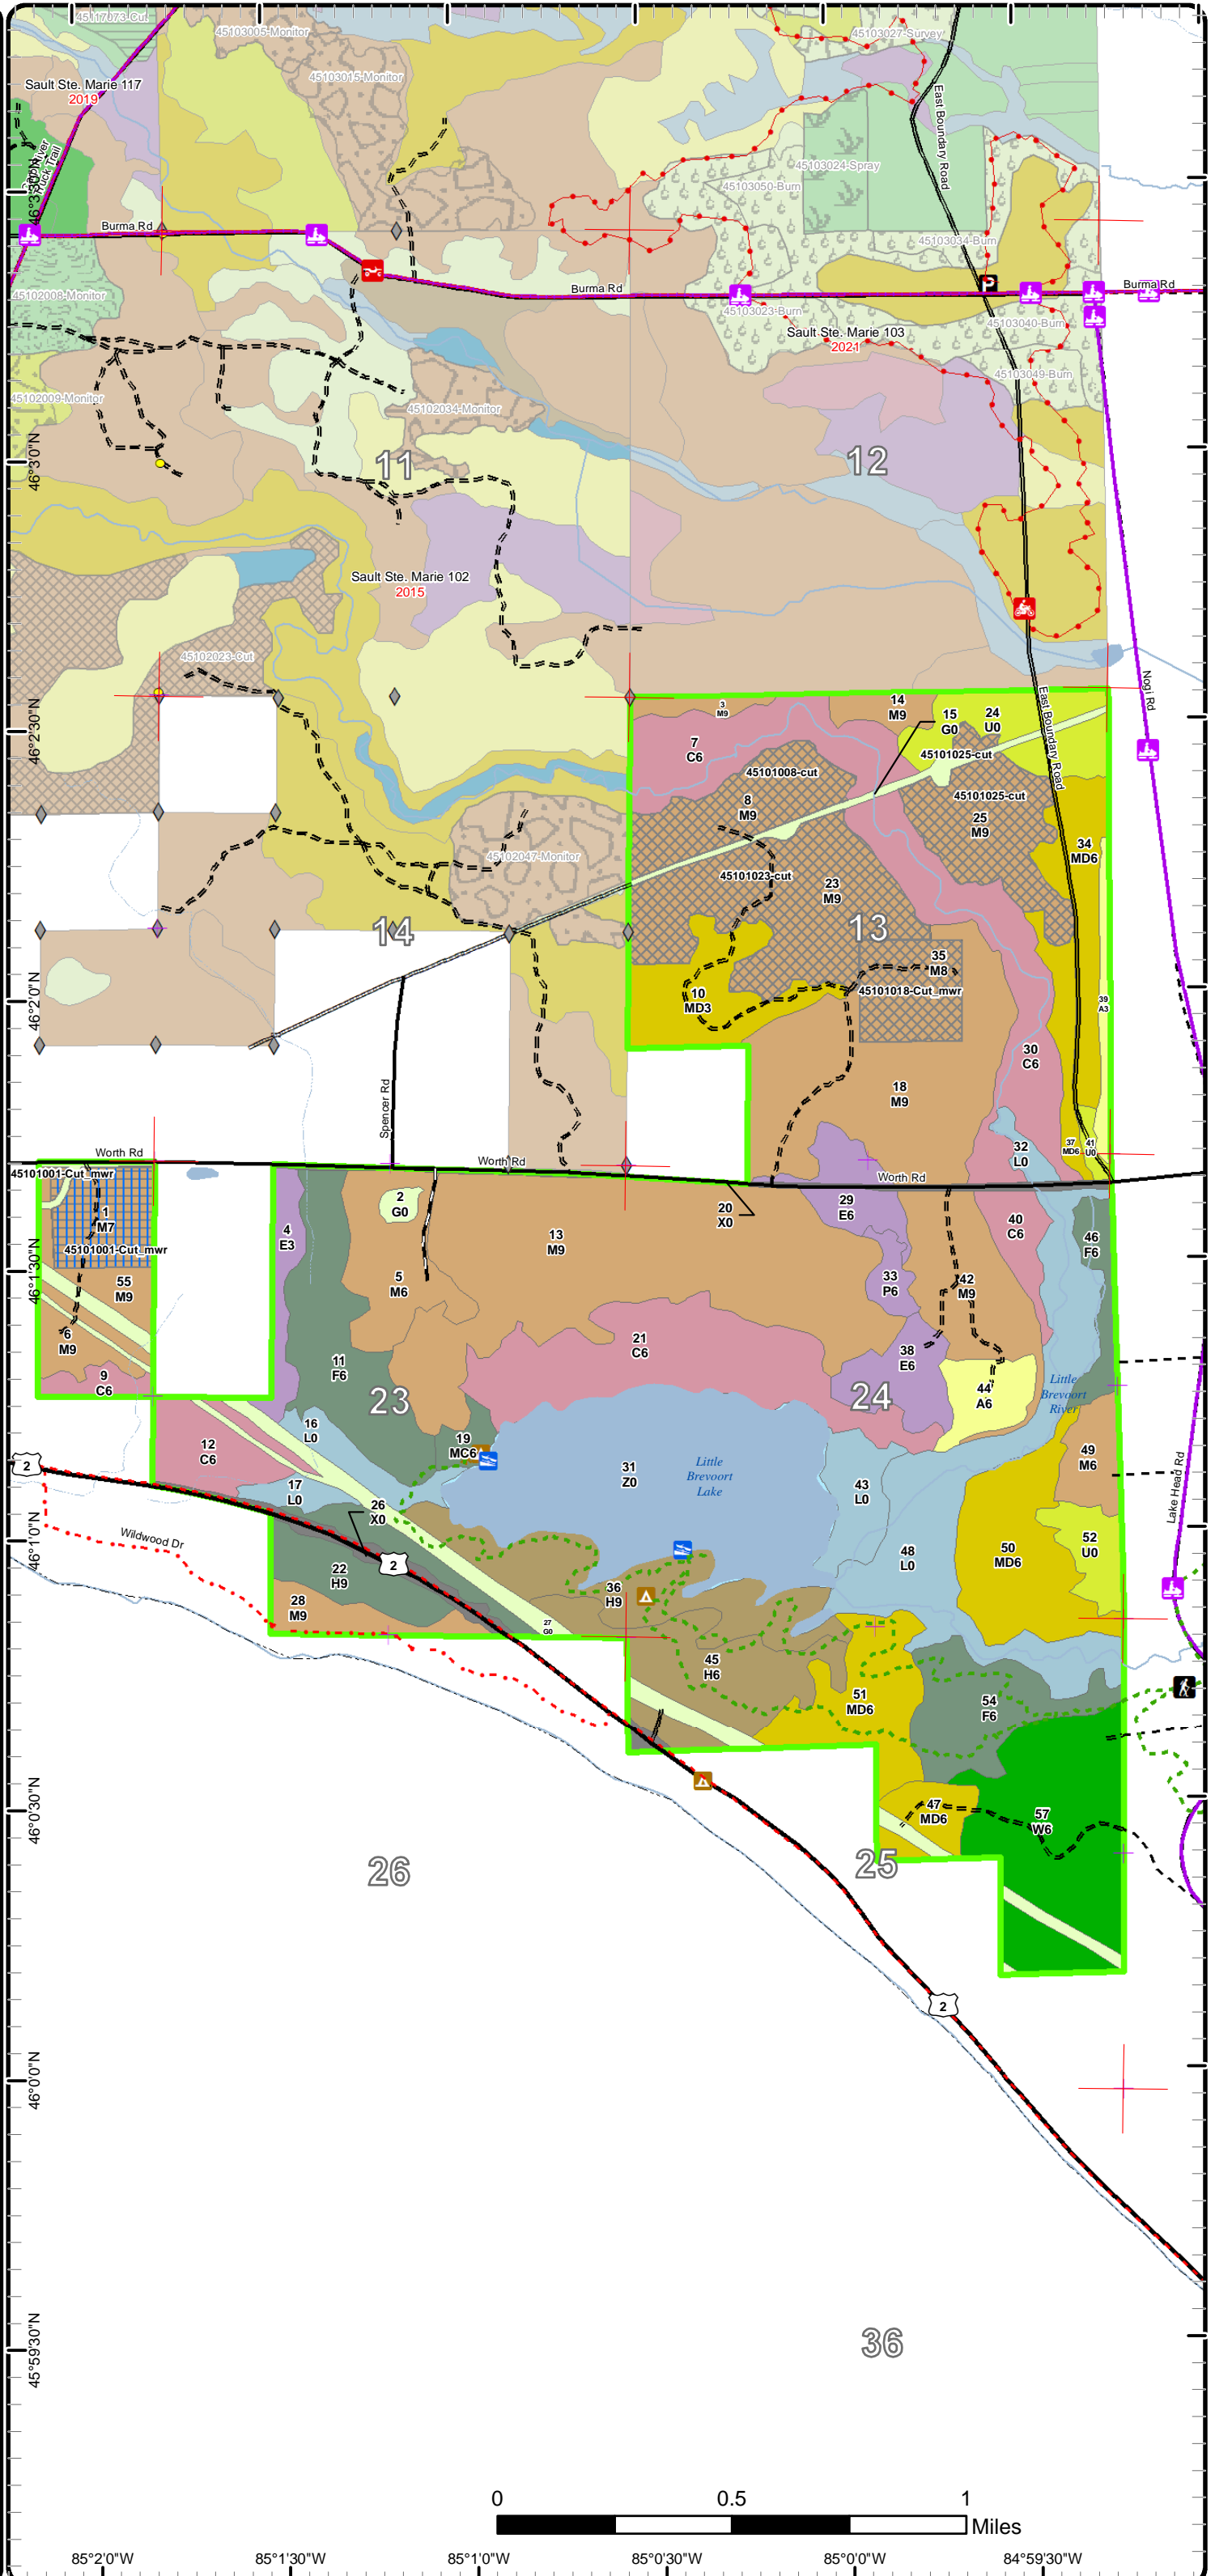 45117073-Cut
45103005-Monitor
45103027-Survey
45103015-Monitor
Sault Ste. Marie 117
2019
East Boundary Road
Truck Trail
46°3'30"N
45103024-Spray
45103050-Burn
Burma Rd
45103034-Burn
P
Burma Rd
Burma Rd
45102008-Monitor
45103023-Burn
45103040-Burn
Sault Ste. Marie 103
2021
45103049-Burn
45102009-Monitor
45102034-Monitor
46°3'0"N
11
12
Sault Ste. Marie 102
2015
45102023-Cut
Nogi Rd
46°2'30"N
3
M9
14
M9
15
G0
24
U0
East Boundary Road
7
C6
45101025-cut
45101008-cut
8
M9
45101025-cut
25
M9
34
MD6
45102047-Monitor
45101023-cut
23
M9
14
13
35
M8
45101018-Cut_mwr
10
MD3
39
A3
46°2'0"N
30
C6
18
M9
Spencer Rd
32
L0
37
MD6
41
U0
Worth Rd
Worth Rd
Worth Rd
45101001-Cut_mwr
1
M7
45101001-Cut_mwr
2
G0
20
X0
29
E6
40
C6
4
E3
13
M9
46
F6
46°1'30"N
55
M9
5
M6
33
P6
42
M9
6
M9
21
C6
38
E6
11
F6
9
C6
23
24
44
A6
Little
Brevoort
River
16
L0
12
C6
19
MC6
49
M6
2
31
Z0
Little
Brevoort
Lake
17
L0
43
L0
Lake Head Rd
26
X0
46°1'0"N
Wildwood Dr
52
U0
50
MD6
48
L0
2
22
H9
36
H9
28
M9
27
G0
45
H6
51
MD6
54
F6
46°0'30"N
47
MD6
57
W6
26
25
2
46°0'0"N
45°59'30"N
36
0
0.5
1
Miles
85°2'0"W
85°1'30"W
85°1'0"W
85°0'30"W
85°0'0"W
84°59'30"W